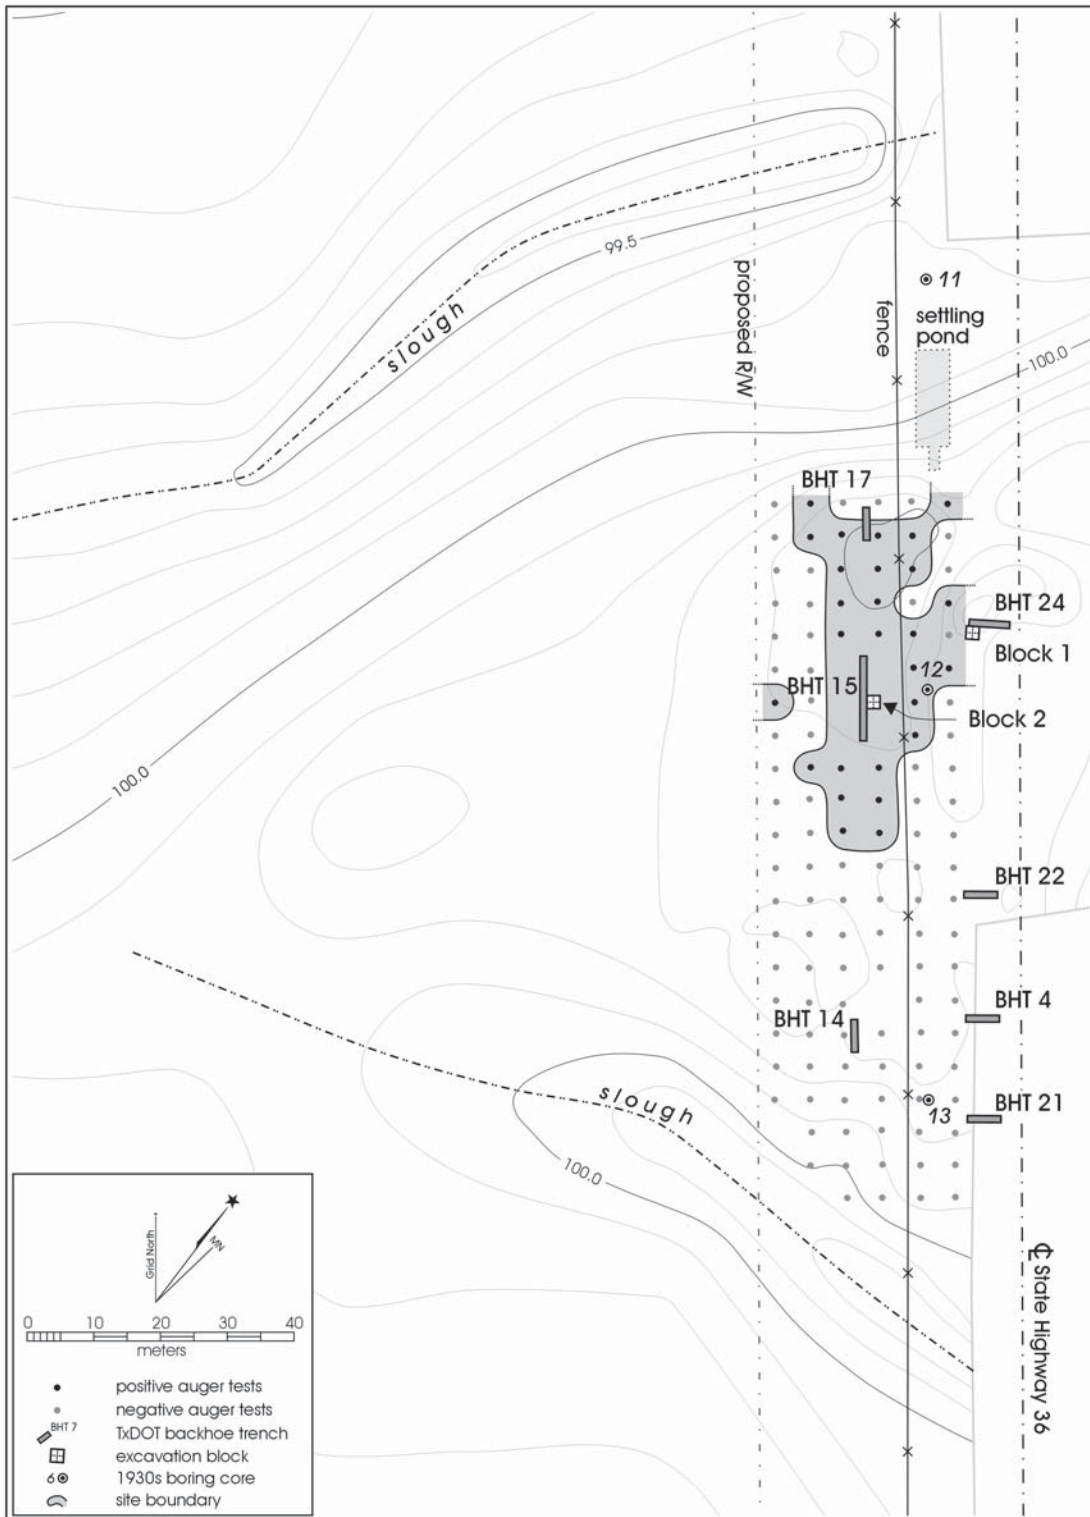 99.5
11
proposed R/W
fence
settling
pond
slough
100.0
BHT 17
BHT 24
Block 1
12
BHT 15
Block 2
100.0
BHT 22
BHT 4
BHT 14
slough
13
BHT 21
100.0
℄ State Highway 36
Grid North
MN
0 10 20 30 40
meters
positive auger tests
negative auger tests
BHT 7 TxDOT backhoe trench
excavation block
6 1930s boring core
site boundary